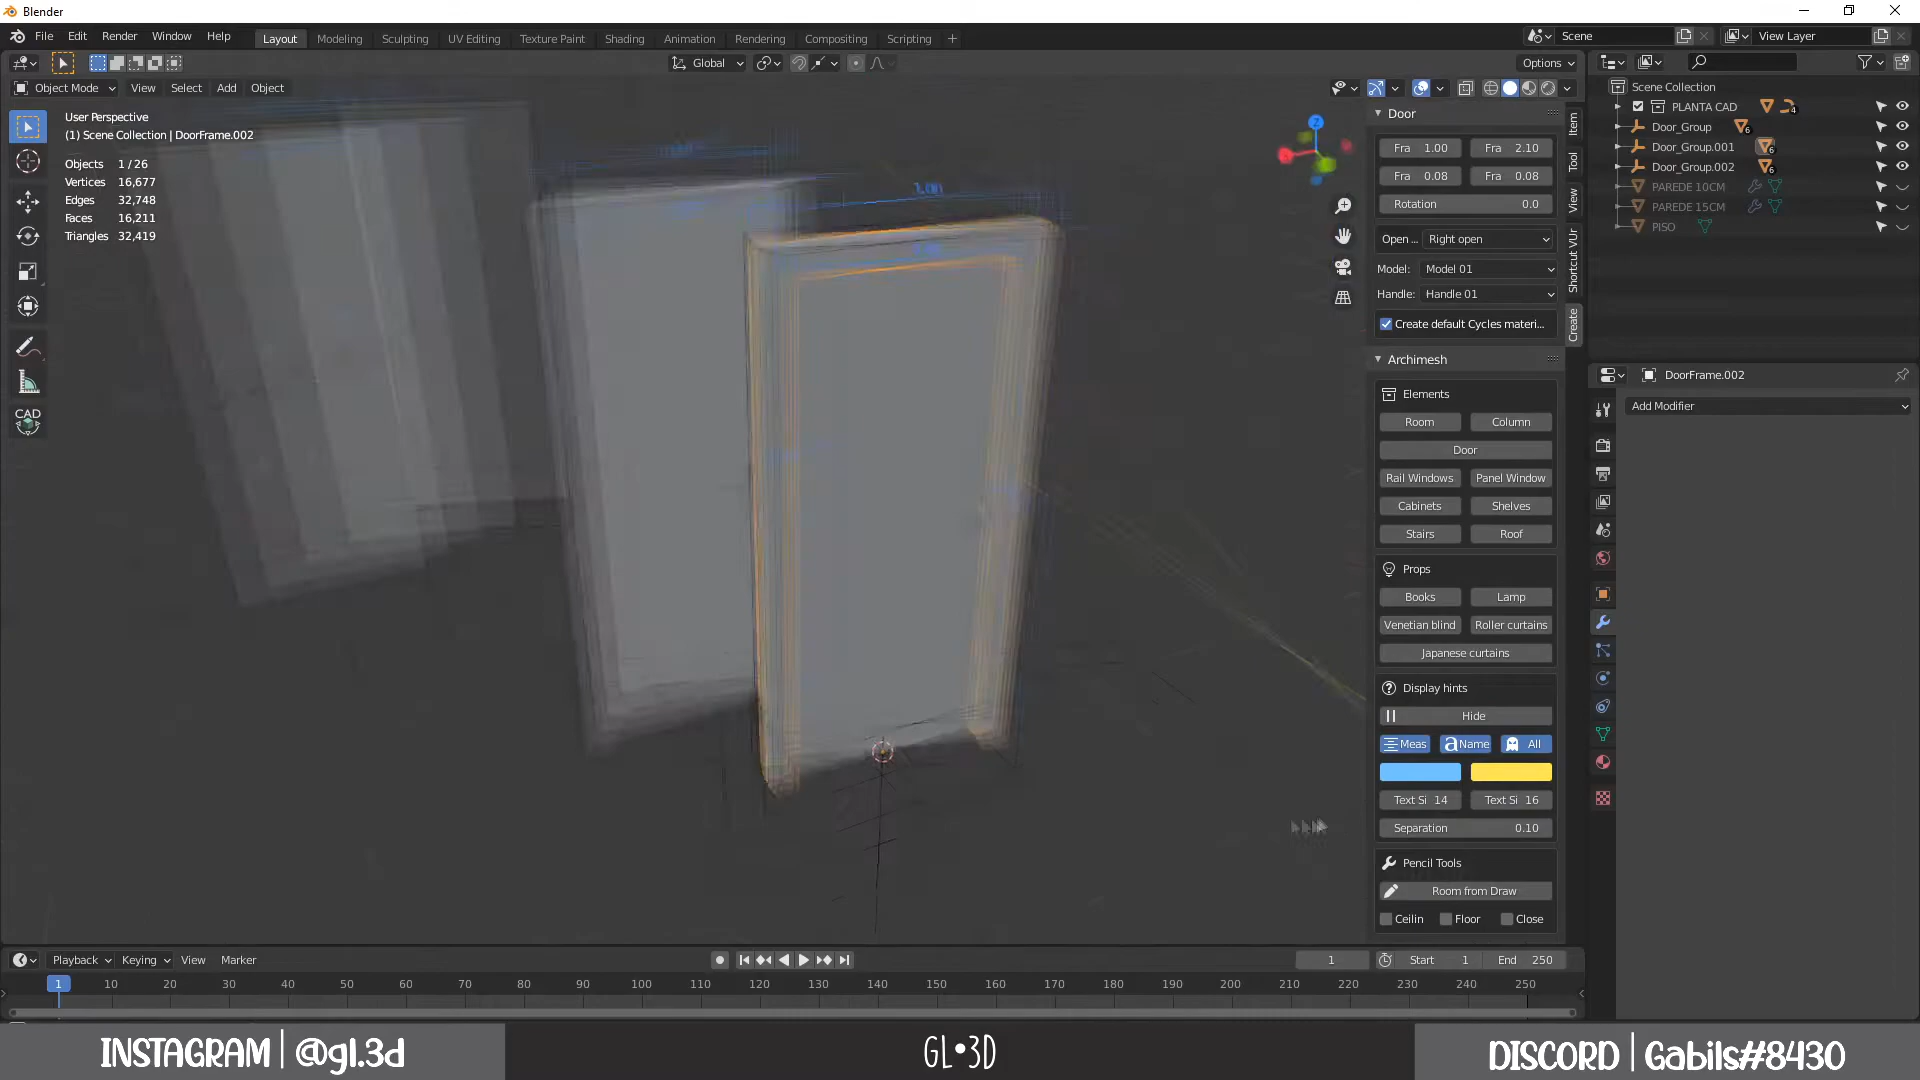 Blender
File Edit Render Window Help
Layout Modeling Sculpting UV Editing Texture Paint Shading Animation Rendering Compositing Scripting
Scene
View Layer
Global
Options
Object Mode View Select Add Object
User Perspective
(1) Scene Collection | DoorFrame.002
Objects 1 / 26
Vertices 16,677
Edges 32,748
Faces 16,211
Triangles 32,419
CAD
Z
Door
Fra 1.00 Fra 2.10
Fra 0.08 Fra 0.08
Rotation 0.0
Open ... Right open
Model: Model 01
Handle: Handle 01
Create default Cycles materi...
Archimesh
Elements
Room Column
Door
Rail Windows Panel Window
Cabinets Shelves
Stairs Roof
Props
Books Lamp
Venetian blind Roller curtains
Japanese curtains
Display hints
Hide
Meas aName All
Text Si 14 Text Si 16
Separation 0.10
Pencil Tools
Room from Draw
Ceilin Floor Close
Item
Tool
View
Shortcut VUr
Create
Scene Collection
PLANTA CAD 4
Door_Group 6
Door_Group.001 6
Door_Group.002 6
PAREDE 10CM
PAREDE 15CM
PISO
DoorFrame.002
Add Modifier
Playback Keying View Marker
1 Start 1 End 250
1 10 20 30 40 50 60 70 80 90 100 110 120 130 140 150 160 170 180 190 200 210 220 230 240 250
INSTAGRAM | @gl.3d
GL•3D
DISCORD | Gabils#8430